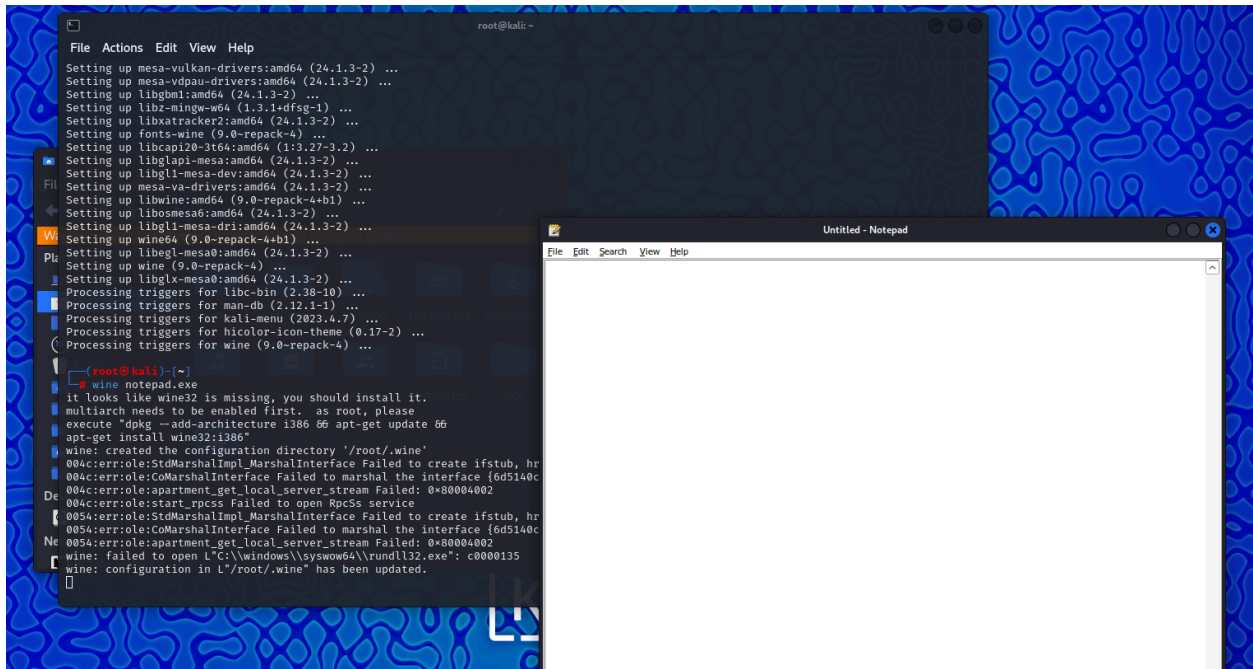 root@kali: ~
File Actions Edit View Help
Setting up mesa-vulkan-drivers:amd64 (24.1.3-2) ...
Setting up mesa-vdpau-drivers:amd64 (24.1.3-2) ...
Setting up libgbm1:amd64 (24.1.3-2) ...
Setting up libz-mingw-w64 (1.3.1+dfsg-1) ...
Setting up libxatracker2:amd64 (24.1.3-2) ...
Setting up fonts-wine (9.0~repack-4) ...
Setting up libcapi20-3t64:amd64 (1:3.27-3.2) ...
Setting up libglapi-mesa:amd64 (24.1.3-2) ...
Setting up libgl1-mesa-dev:amd64 (24.1.3-2) ...
Setting up mesa-va-drivers:amd64 (24.1.3-2) ...
Setting up libwine:amd64 (9.0~repack-4+b1) ...
Setting up libosmesa6:amd64 (24.1.3-2) ...
Setting up libgl1-mesa-dri:amd64 (24.1.3-2) ...
Setting up wine64 (9.0~repack-4+b1) ...
Setting up libegl-mesa0:amd64 (24.1.3-2) ...
Setting up wine (9.0~repack-4) ...
Setting up libglx-mesa0:amd64 (24.1.3-2) ...
Processing triggers for libc-bin (2.38-10) ...
Processing triggers for man-db (2.12.1-1) ...
Processing triggers for kali-menu (2023.4.7) ...
Processing triggers for hicolor-icon-theme (0.17-2) ...
Processing triggers for wine (9.0~repack-4) ...
┌──(root㉿kali)-[~]
└─# wine notepad.exe
it looks like wine32 is missing, you should install it.
multiarch needs to be enabled first. as root, please
execute "dpkg --add-architecture i386 && apt-get update &&
apt-get install wine32:i386"
wine: created the configuration directory '/root/.wine'
004c:err:ole:StdMarshalImpl_MarshalInterface Failed to create ifstub, hr
004c:err:ole:CoMarshalInterface Failed to marshal the interface {6d5140c
004c:err:ole:apartment_get_local_server_stream Failed: 0×80004002
004c:err:ole:start_rpcss Failed to open RpcSs service
0054:err:ole:StdMarshalImpl_MarshalInterface Failed to create ifstub, hr
0054:err:ole:CoMarshalInterface Failed to marshal the interface {6d5140c
0054:err:ole:apartment_get_local_server_stream Failed: 0×80004002
wine: failed to open L"C:\\windows\\syswow64\\rundll32.exe": c0000135
wine: configuration in L"/root/.wine" has been updated.
Untitled - Notepad
File Edit Search View Help